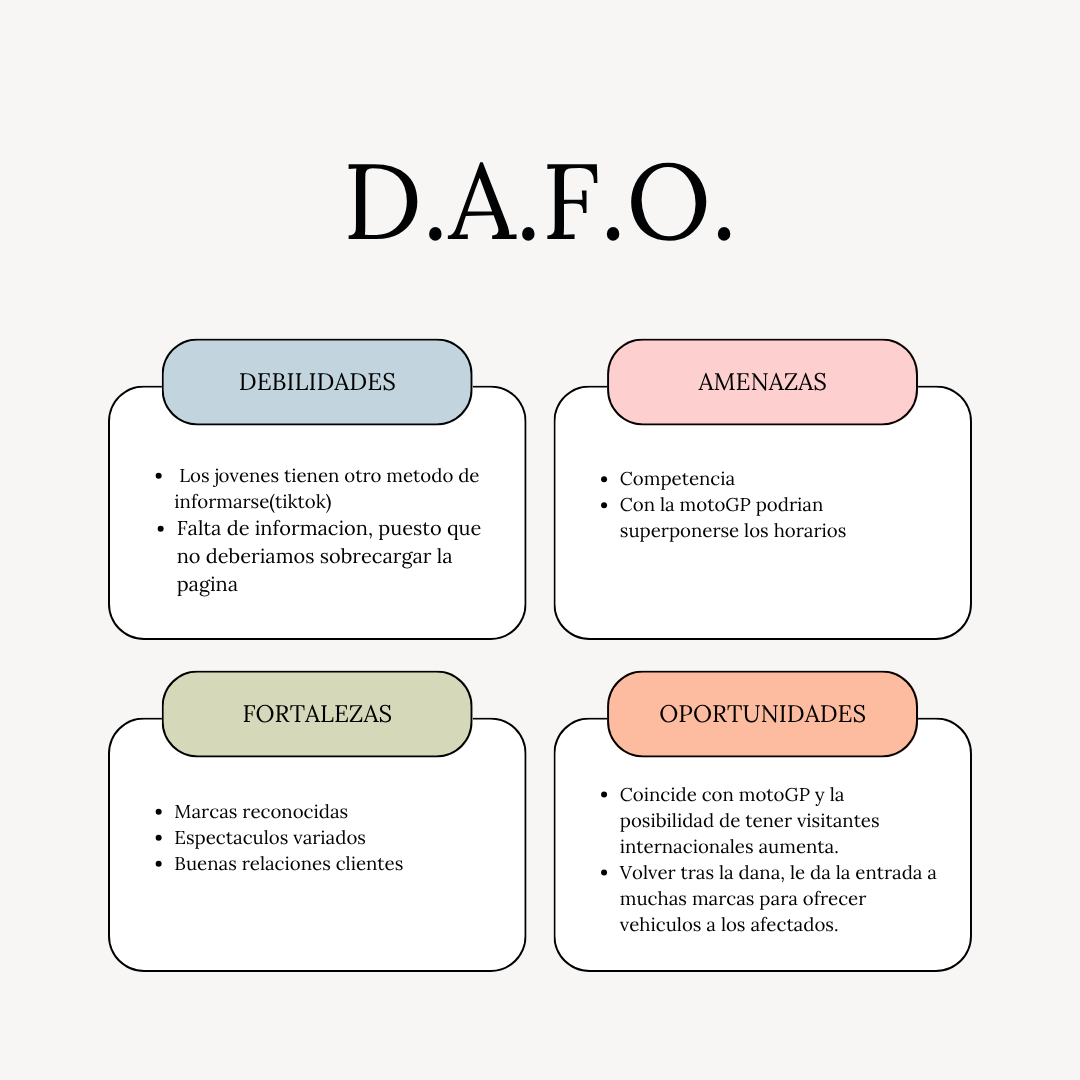 D.A.F.O.
DEBILIDADES
• Los jovenes tienen otro metodo de
informarse(tiktok)
• Falta de informacion, puesto que
no deberiamos sobrecargar la
pagina
AMENAZAS
• Competencia
• Con la motoGP podrian
superponerse los horarios
FORTALEZAS
• Marcas reconocidas
• Espectaculos variados
• Buenas relaciones clientes
OPORTUNIDADES
• Coincide con motoGP y la
posibilidad de tener visitantes
internacionales aumenta.
• Volver tras la dana, le da la entrada a
muchas marcas para ofrecer
vehiculos a los afectados.